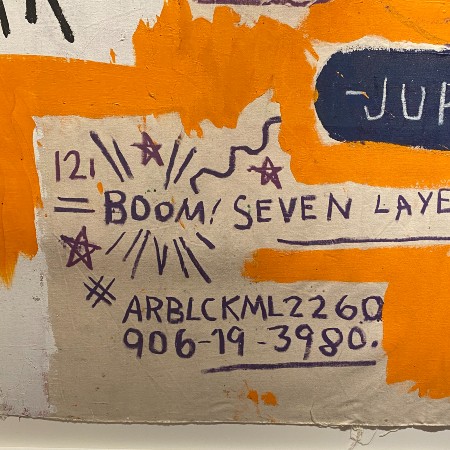 -JUP
121
= BOOM! SEVEN LAYE
# ARBLCKML2260
906-19-3980.